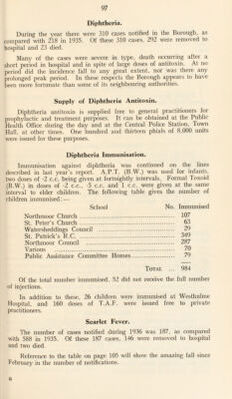 97
Diphtheria.
During the year there were 310 cases notified in the Borough, as
compared with 218 in 1935. Of these 310 cases, 292 were removed to
hospital and 23 died.
Many of the cases were severe in type, death occurring after a
short period in hospital and in spite of large doses of antitoxin. At no
period did the incidence fall to any great extent, nor was there any
prolonged peak period. In these respects the Borough appears to have
been more fortunate than some of its neighbouring authorities.
Supply of Diphtheria Antitoxin.
Diphtheria antitoxin is supplied free to general practitioners for
prophylactic and treatment purposes. It can be obtained at the Public
Health Office during the day and at the Central Police Station, Town
Hall, at other times. One hundred and thirteen phials of 8,000 units
were issued for these purposes.
Diphtheria Immunisation.
Immunisation against diphtheria was continued on the lines
described in last year's report. A.P.T. (B.W.) was used for infants,
two doses of .2 c.c. being given at fortnightly intervals. Formal Toxoid
(B.W.) in doses of .2 c.c., .5 c.c. and 1 c.c. were given at the same
interval to elder children. The following table gives the number of
children immunised:—
School No. Immunised
Northmoor Church 107
St. Peter's Church 63
Watersheddings Council 29
St. Patrick's R.C. 349
Northmoor Council 287
Various 70
Public Assistance Committee Homes 79
Total ... 984
Of the total number immunised, 52 did not receive the full number
of injections.
In addition to these, 26 children were immunised at Westhulme
Hospital, and 160 doses of T.A.F. were issued free to private
practitioners.
Scarlet Fever.
The number of cases notified during 1936 was 187, as compared
with 588 in 1935. Of these 187 cases, 146 were removed to hospital
and two died.
Reference to the table on page 105 will show the amazing fall since
February in the number of notifications.